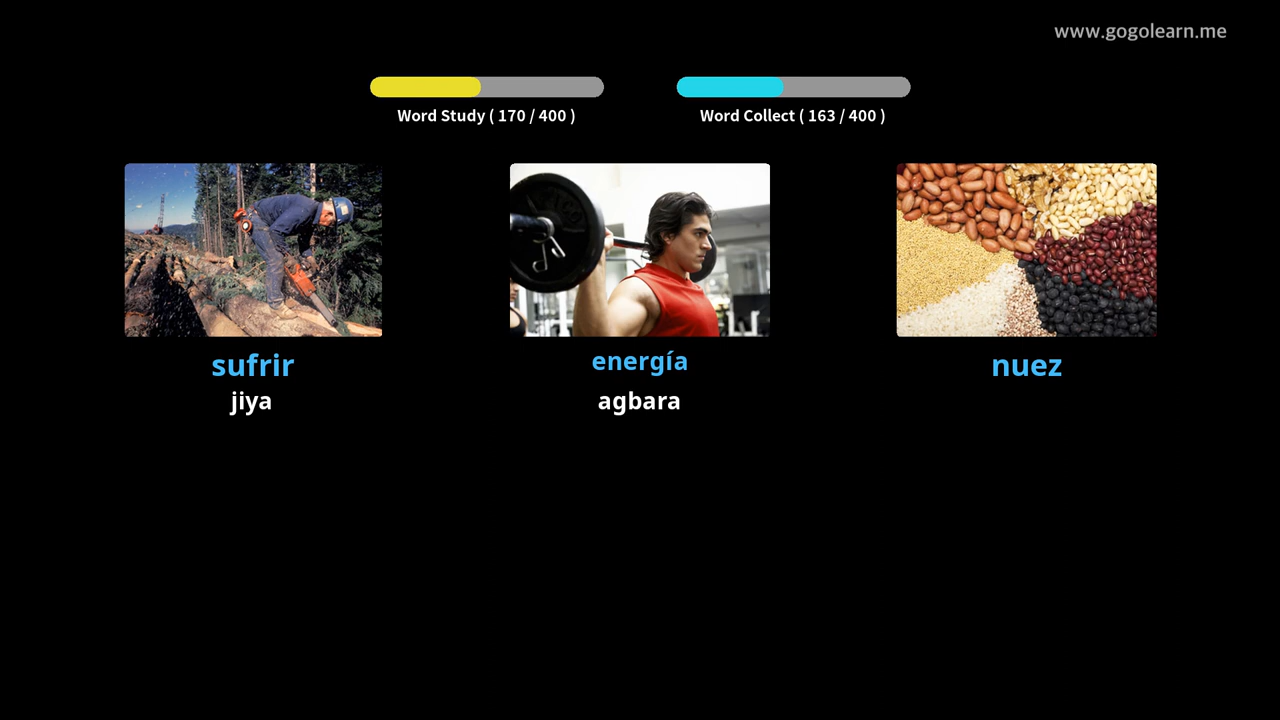 www.gogolearn.me
Word Study ( 170 / 400 )
Word Collect ( 163 / 400 )
sufrir
jiya
energía
agbara
nuez